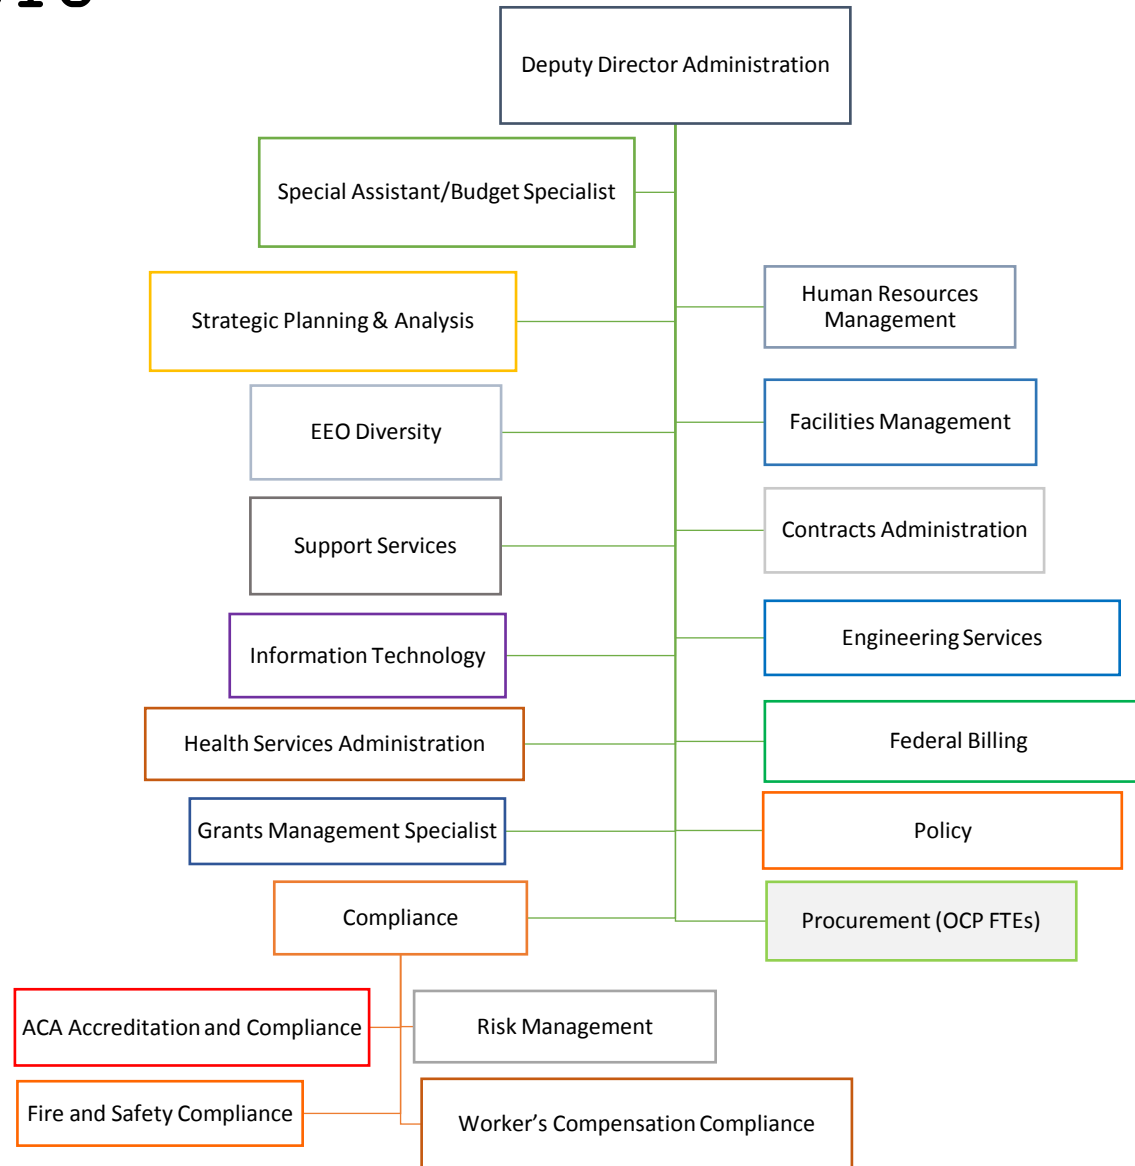 Deputy Director Administration
Special Assistant/Budget Specialist
Strategic Planning & Analysis
Human Resources
Management
EEO Diversity
Facilities Management
Support Services
Contracts Administration
Information Technology
Engineering Services
Health Services Administration
Federal Billing
Grants Management Specialist
Policy
Compliance
Procurement (OCP FTEs)
ACA Accreditation and Compliance
Risk Management
Fire and Safety Compliance
Worker’s Compensation Compliance